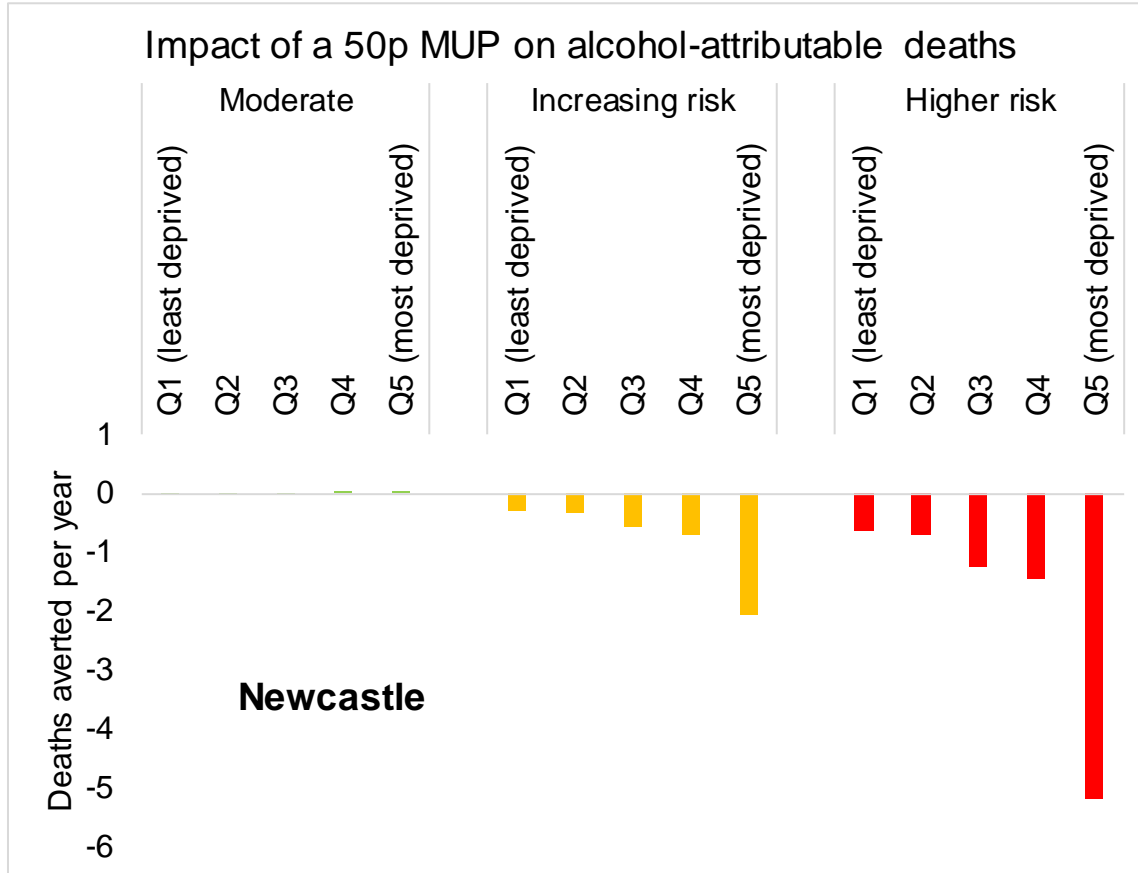 Impact of a 50p MUP on alcohol-attributable  deaths
Moderate
Increasing risk
Higher risk
Q1 (least deprived)
Q2
Q3
Q4
Q5 (most deprived)
Q1 (least deprived)
Q2
Q3
Q4
Q5 (most deprived)
Q1 (least deprived)
Q2
Q3
Q4
Q5 (most deprived)
Deaths averted per year
1
0
-1
-2
-3
-4
-5
-6
Newcastle